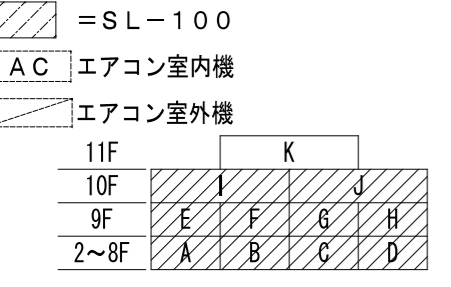 =SL-100
AC エアコン室内機
エアコン室外機
11F K
10F I J
9F E F G H
2~8F A B C D